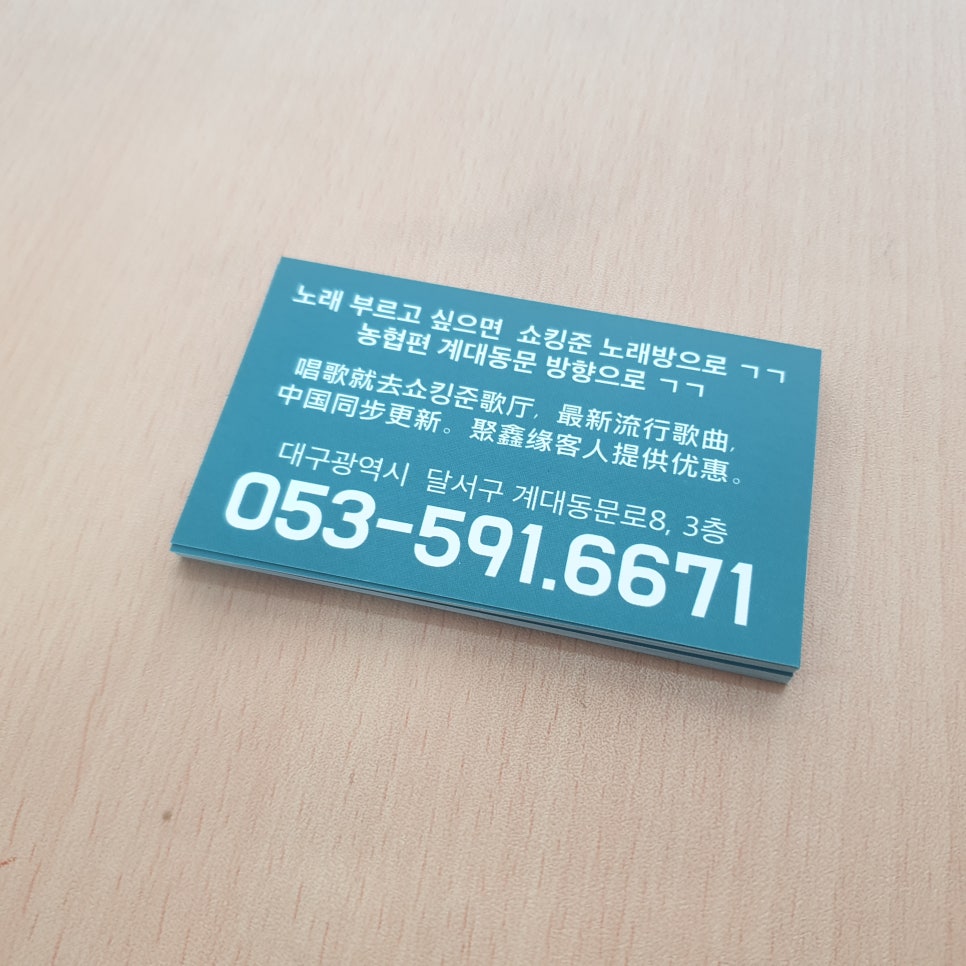 노래 부르고 싶으면 쇼킹준 노래방으로 ㄱㄱ
농협편 계대동문 방향으로 ㄱㄱ
唱歌就去쇼킹준歌厅, 最新流行歌曲,
中国同步更新。聚鑫缘客人提供优惠。
대구광역시 달서구 계대동문로8, 3층
053-591.6671